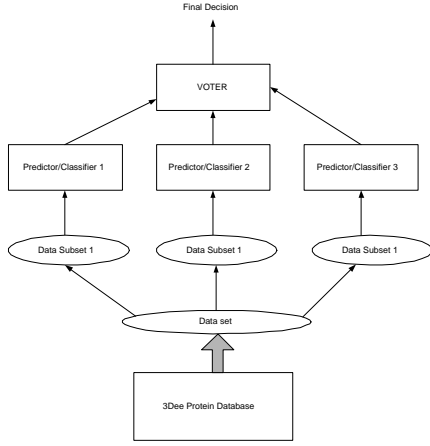 Final Decision
VOTER
Predictor/Classifier 1
Predictor/Classifier 2
Predictor/Classifier 3
Data Subset 1
Data Subset 1
Data Subset 1
Data set
3Dee Protein Database